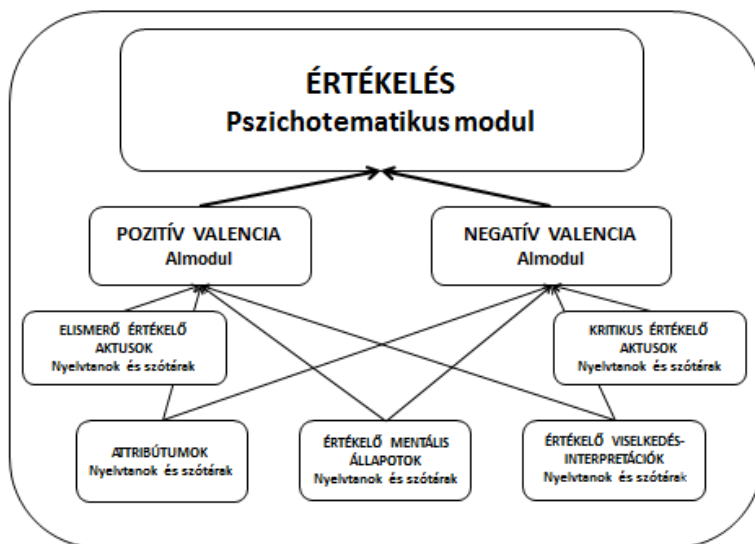 ÉRTÉKELÉS
Pszichotematikus modul
POZITÍV VALENCIA
Almodul
NEGATÍV VALENCIA
Almodul
ELISMERŐ ÉRTÉKELŐ
AKTUSOK
Nyelvtanok és szótárak
KRITIKUS ÉRTÉKELŐ
AKTUSOK
Nyelvtanok és szótárak
ATTRIBÚTUMOK
Nyelvtanok és szótárak
ÉRTÉKELŐ MENTÁLIS
ÁLLAPOTOK
Nyelvtanok és szótárak
ÉRTÉKELŐ VISELKEDÉS-
INTERPRETÁCIÓK
Nyelvtanok és szótárak